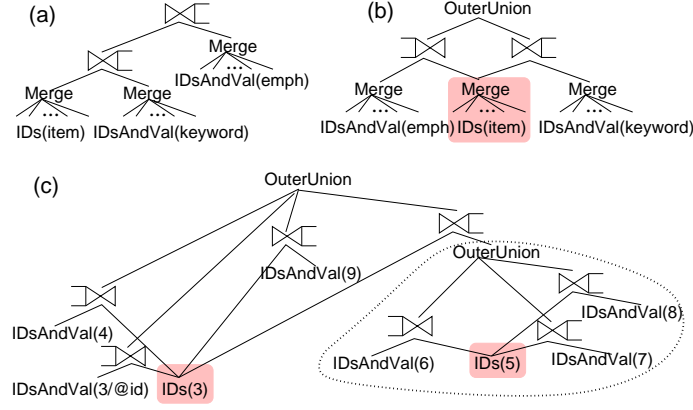 (a)
Merge
...
IDsAndVal(emph)
Merge
...
IDs(item)
Merge
...
IDsAndVal(keyword)
(b)
OuterUnion
Merge
...
IDsAndVal(emph)
Merge
...
IDs(item)
Merge
...
IDsAndVal(keyword)
(c)
OuterUnion
IDsAndVal(9)
OuterUnion
IDsAndVal(4)
IDsAndVal(8)
IDsAndVal(6)
IDs(5)
IDsAndVal(7)
IDsAndVal(3/@id)
IDs(3)